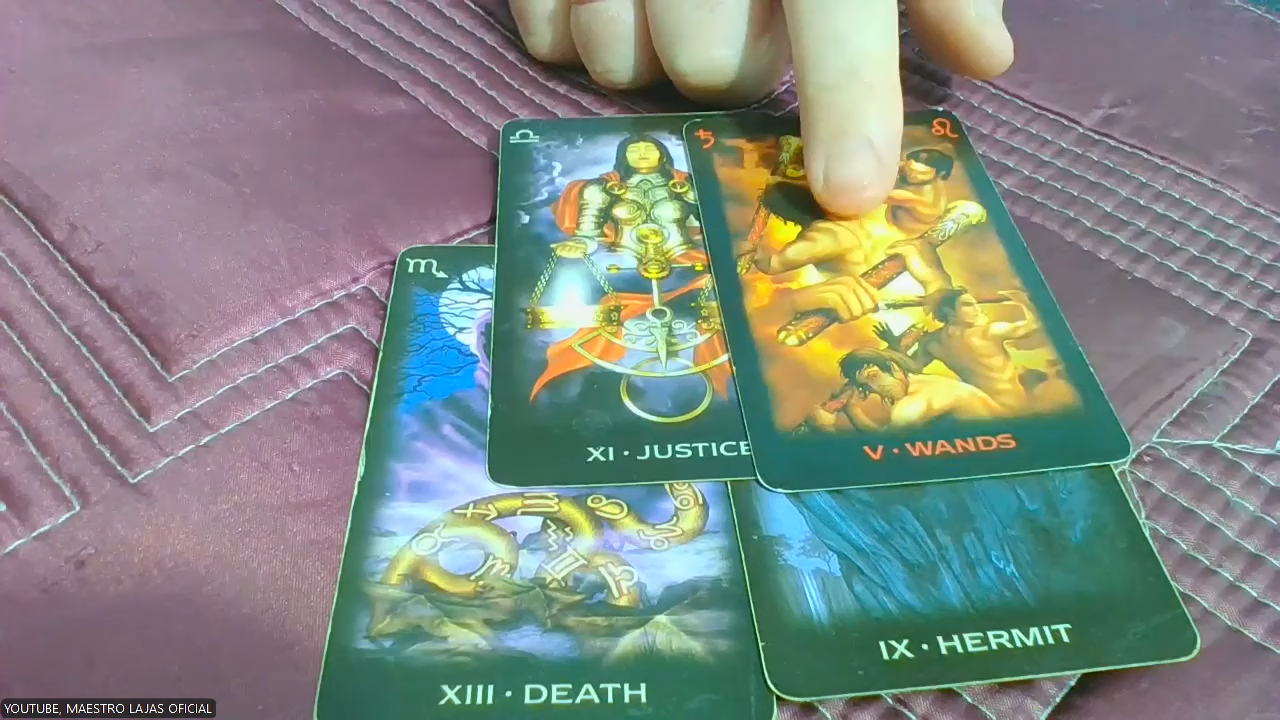 XI · JUSTICE
V · WANDS
IX · HERMIT
XIII · DEATH
YOUTUBE, MAESTRO LAJAS OFICIAL